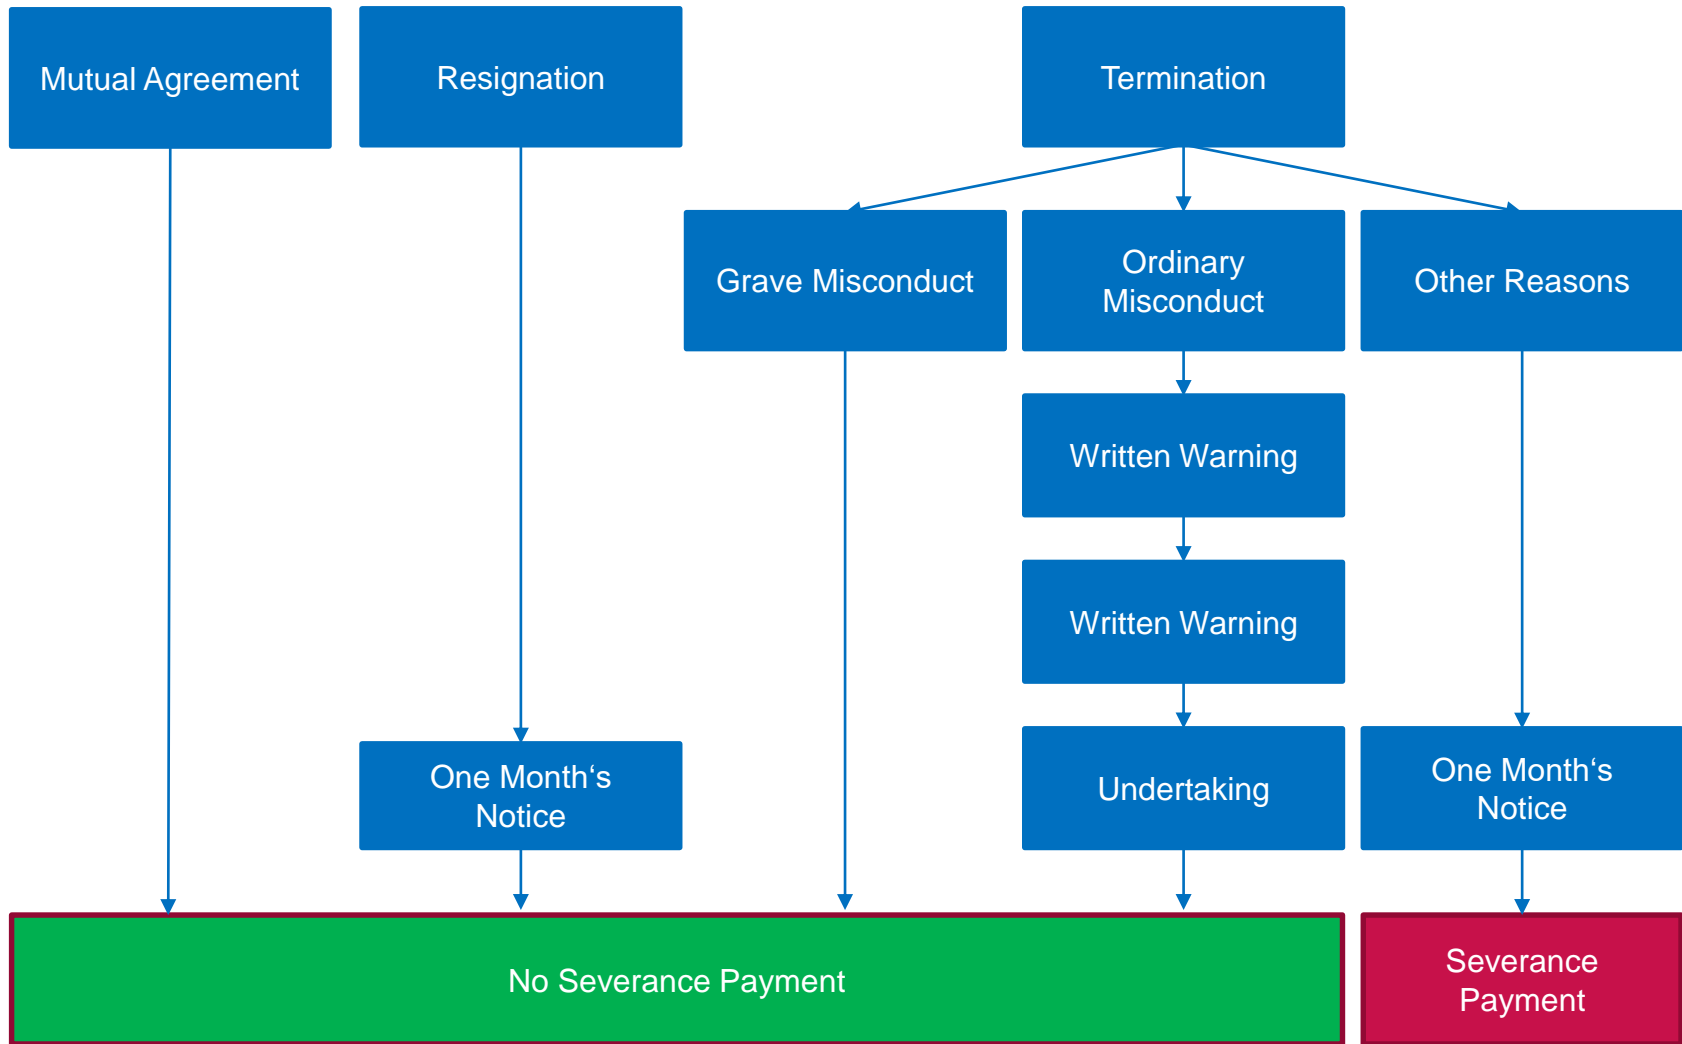 Mutual Agreement
Resignation
Termination
Grave Misconduct
Ordinary
Misconduct
Other Reasons
Written Warning
Written Warning
One Month‘s
Notice
Undertaking
One Month‘s
Notice
No Severance Payment
Severance
Payment